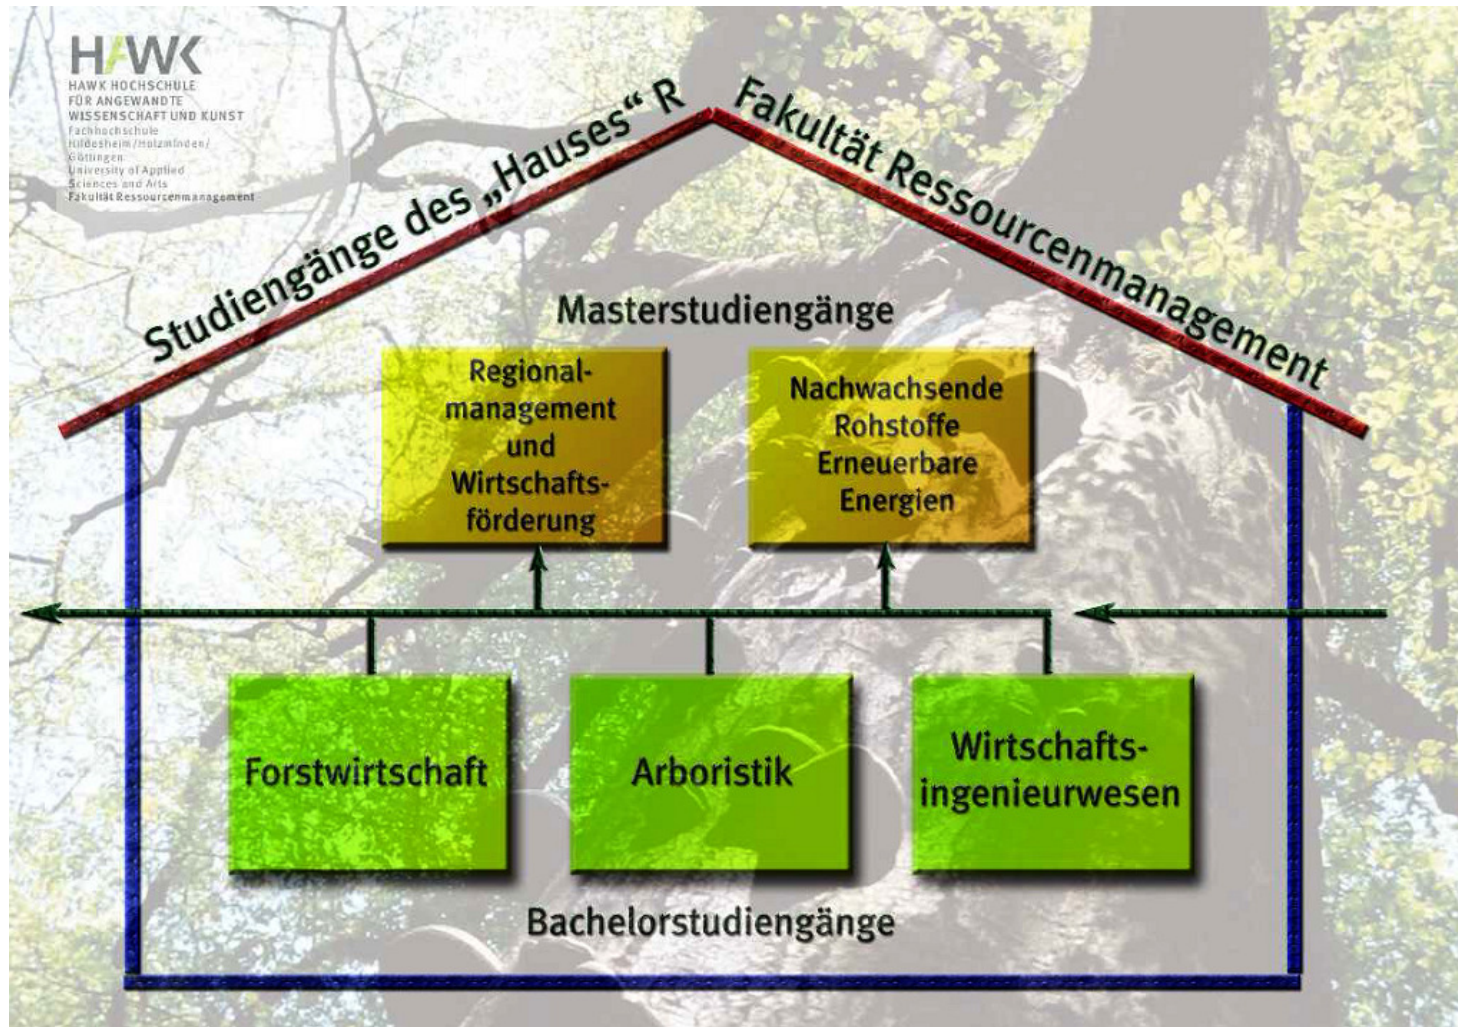 HAWK
HAWK HOCHSCHULE
FÜR ANGEWANDTE
WISSENSCHAFT UND KUNST
Fachhochschule
Hildesheim/Holzminden/
Göttingen
University of Applied
Sciences and Arts
Fakultät Ressourcenmanagement
Studiengänge des „Hauses“ R
Fakultät Ressourcenmanagement
Masterstudiengänge
Regional-
management
und
Wirtschafts-
förderung
Nachwachsende
Rohstoffe
Erneuerbare
Energien
Forstwirtschaft
Arboristik
Wirtschafts-
ingenieurwesen
Bachelorstudiengänge